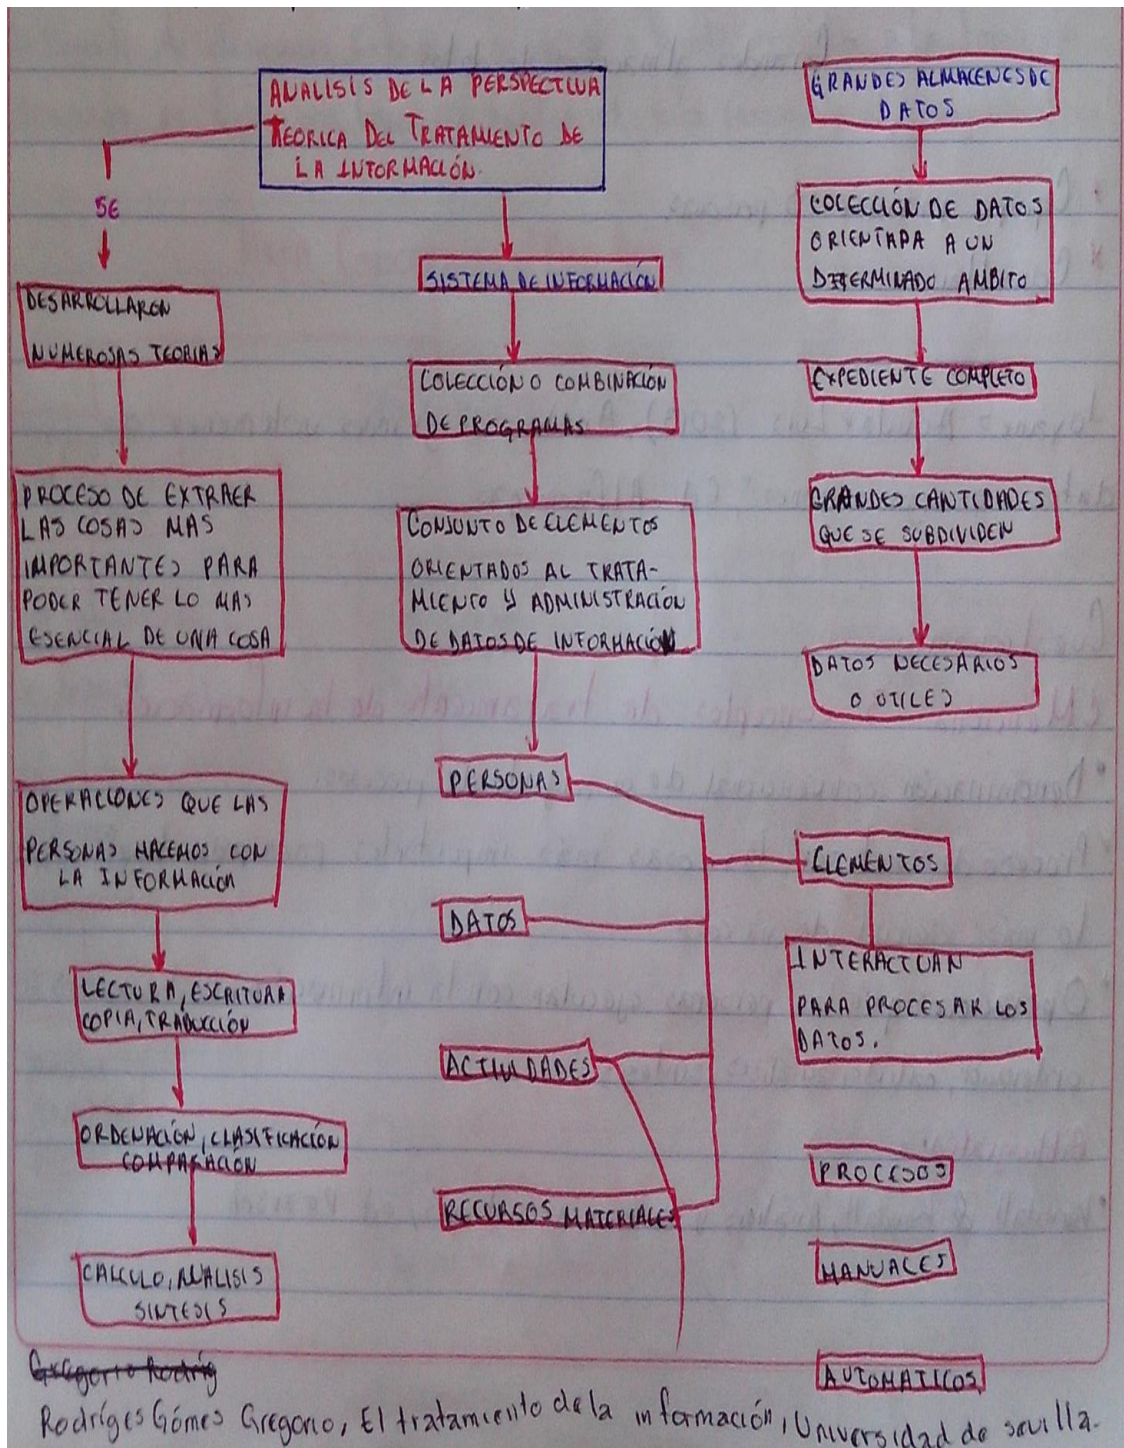 ANALISIS DE LA PERSPECTIVA
TEORICA DEL TRATAMIENTO DE
LA INFORMACIÓN.
SE
DESARROLLARON
NUMEROSAS TEORIAS
PROCESO DE EXTRAER
LAS COSAS MAS
IMPORTANTES PARA
PODER TENER LO MAS
ESENCIAL DE UNA COSA
OPERACIONES QUE LAS
PERSONAS HACEMOS CON
LA INFORMACIÓN
LECTURA, ESCRITURA
COPIA, TRADUCCIÓN
ORDENACIÓN, CLASIFICACIÓN
COMPARACIÓN
CALCULO, ANALISIS
SINTESIS
SISTEMA DE INFORMACIÓN
COLECCIÓN O COMBINACIÓN
DE PROGRAMAS
CONJUNTO DE ELEMENTOS
ORIENTADOS AL TRATA-
MIENTO Y ADMINISTRACIÓN
DE DATOS DE INFORMACIÓN
PERSONAS
DATOS
ACTIVIDADES
RECURSOS MATERIALES
ELEMENTOS
INTERACTUAN
PARA PROCESAR LOS
DATOS.
PROCESOS
MANUALES
AUTOMATICOS
GRANDES ALMACENES DE
DATOS
COLECCIÓN DE DATOS
ORIENTADA A UN
DETERMINADO AMBITO
EXPEDIENTE COMPLETO
GRANDES CANTIDADES
QUE SE SUBDIVIDEN
DATOS NECESARIOS
O UTILES
Gregorio Rodríg
Rodríges Gómes Gregorio, El tratamiento de la información, Universidad de sevilla.